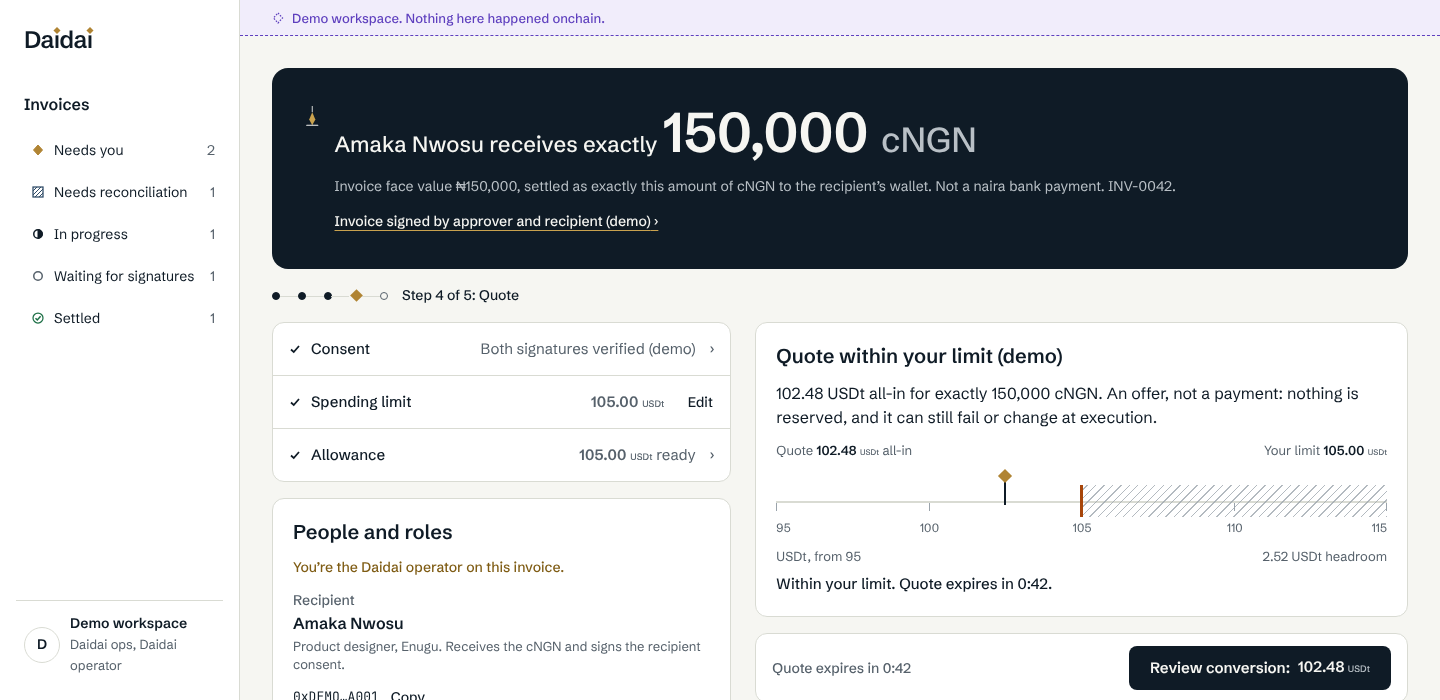 Demo workspace. Nothing here happened onchain.
Daidai
Invoices
Needs you 2
Needs reconciliation 1
In progress 1
Waiting for signatures 1
Settled 1
D
Demo workspace
Daidai ops, Daidai
operator
Amaka Nwosu receives exactly 150,000 cNGN
Invoice face value ₦150,000, settled as exactly this amount of cNGN to the recipient’s wallet. Not a naira bank payment. INV-0042.
Invoice signed by approver and recipient (demo) ›
Step 4 of 5: Quote
Consent Both signatures verified (demo) ›
Spending limit 105.00 USDt Edit
Allowance 105.00 USDt ready ›
People and roles
You’re the Daidai operator on this invoice.
Recipient
Amaka Nwosu
Product designer, Enugu. Receives the cNGN and signs the recipient
consent.
0xDEMO…A001 Copy
Quote within your limit (demo)
102.48 USDt all-in for exactly 150,000 cNGN. An offer, not a payment: nothing is
reserved, and it can still fail or change at execution.
Quote 102.48 USDt all-in Your limit 105.00 USDt
95 100 105 110 115
USDt, from 95 2.52 USDt headroom
Within your limit. Quote expires in 0:42.
Quote expires in 0:42
Review conversion: 102.48 USDt